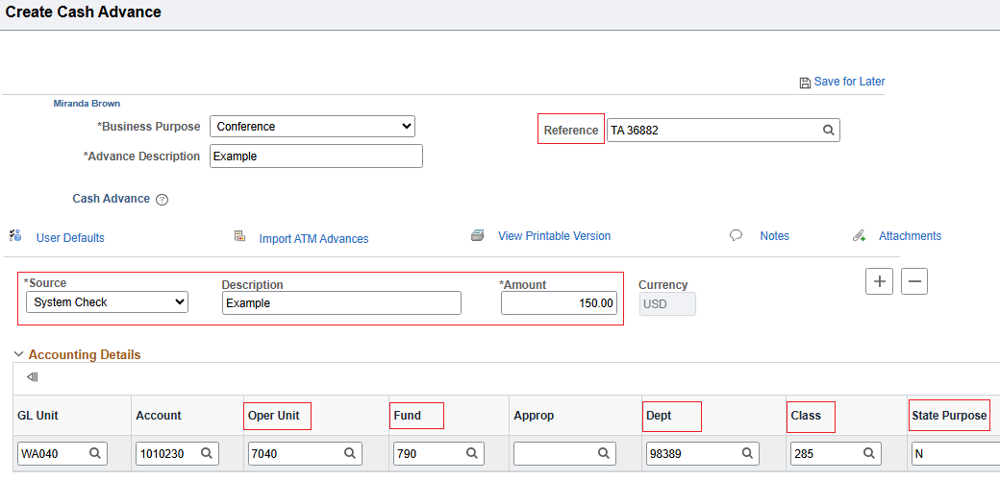 Create Cash Advance
Save for Later
Miranda Brown
*Business Purpose Conference Reference TA 36882
*Advance Description Example
Cash Advance ?
User Defaults Import ATM Advances View Printable Version Notes Attachments
*Source Description *Amount Currency
System Check Example 150.00 USD
Accounting Details
GL Unit Account Oper Unit Fund Approp Dept Class State Purpose
WA040 1010230 7040 790 98389 285 N